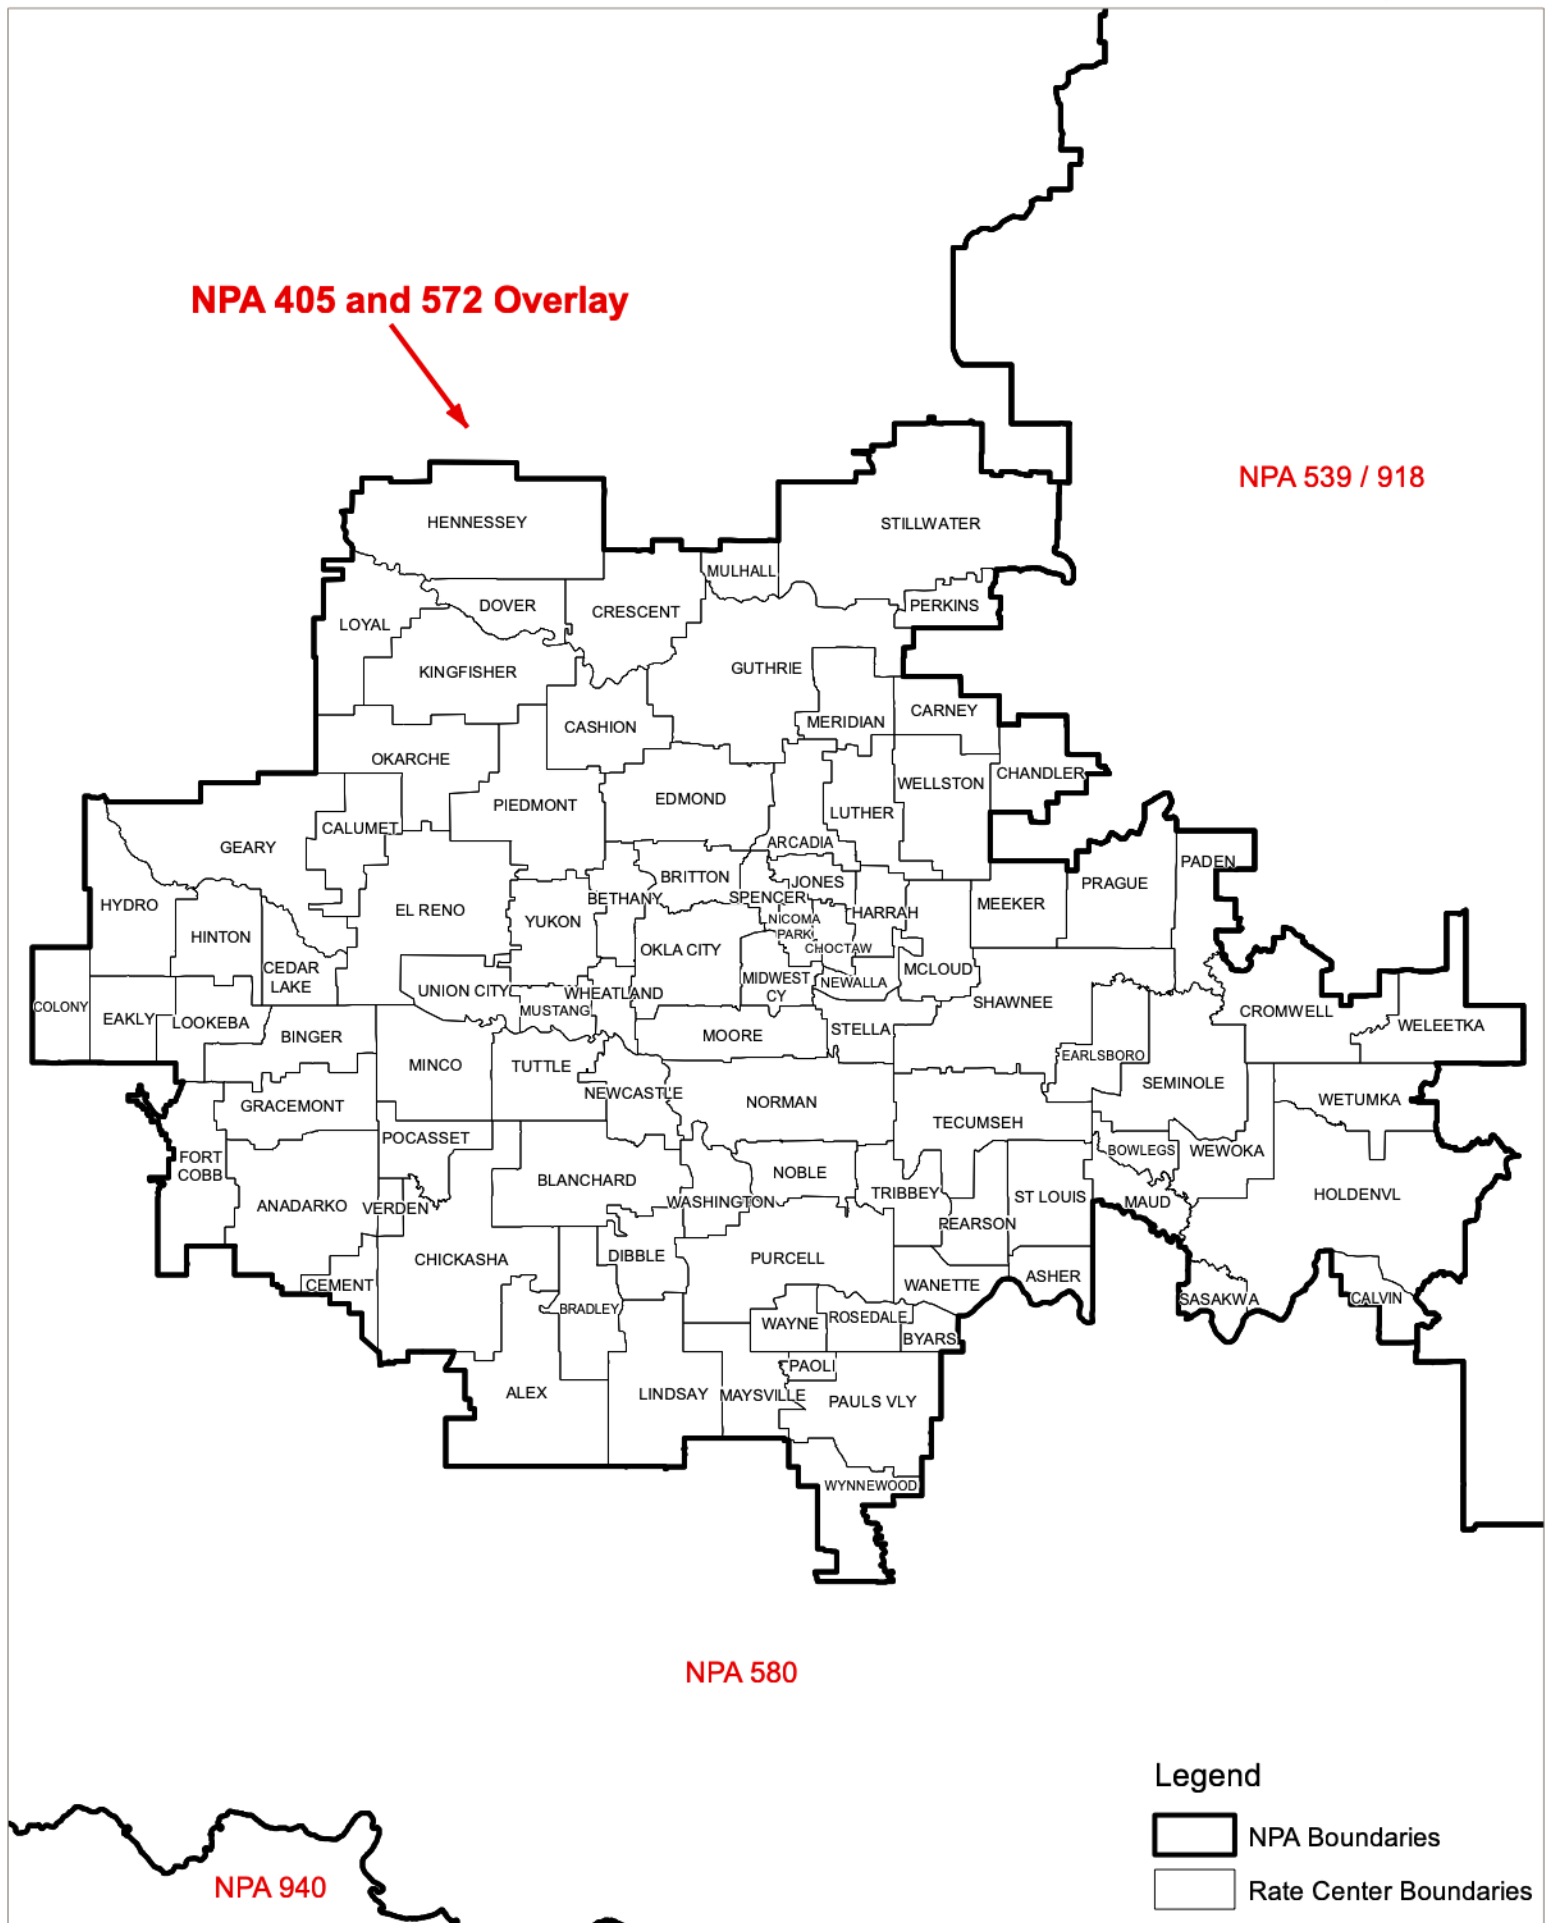 NPA 405 and 572 Overlay
NPA 539 / 918
HENNESSEY
STILLWATER
MULHALL
DOVER
CRESCENT
PERKINS
LOYAL
KINGFISHER
GUTHRIE
CASHION
MERIDIAN
CARNEY
OKARCHE
CHANDLER
WELLSTON
PIEDMONT
EDMOND
LUTHER
CALUMET
GEARY
ARCADIA
PADEN
BRITTON
JONES
PRAGUE
BETHANY
SPENCER
HYDRO
EL RENO
MEEKER
HARRAH
YUKON
NICOMA
PARK
HINTON
OKLA CITY
CHOCTAW
CEDAR
LAKE
MCLOUD
MIDWEST
CY
NEWALLA
UNION CITY
WHEATLAND
SHAWNEE
COLONY
MUSTANG
CROMWELL
EAKLY
LOOKEBA
WELEETKA
BINGER
MOORE
STELLA
EARLSBORO
MINCO
TUTTLE
SEMINOLE
NEWCASTLE
GRACEMONT
NORMAN
WETUMKA
TECUMSEH
POCASSET
BOWLEGS
WEWOKA
FORT
COBB
BLANCHARD
NOBLE
TRIBBEY
ST LOUIS
MAUD
HOLDENVL
ANADARKO
VERDEN
WASHINGTON
PEARSON
CHICKASHA
DIBBLE
PURCELL
CEMENT
WANETTE
ASHER
SASAKWA
CALVIN
BRADLEY
WAYNE
ROSEDALE
BYARS
PAOLI
ALEX
LINDSAY
MAYSVILLE
PAULS VLY
WYNNEWOOD
NPA 580
Legend
NPA Boundaries
NPA 940
Rate Center Boundaries